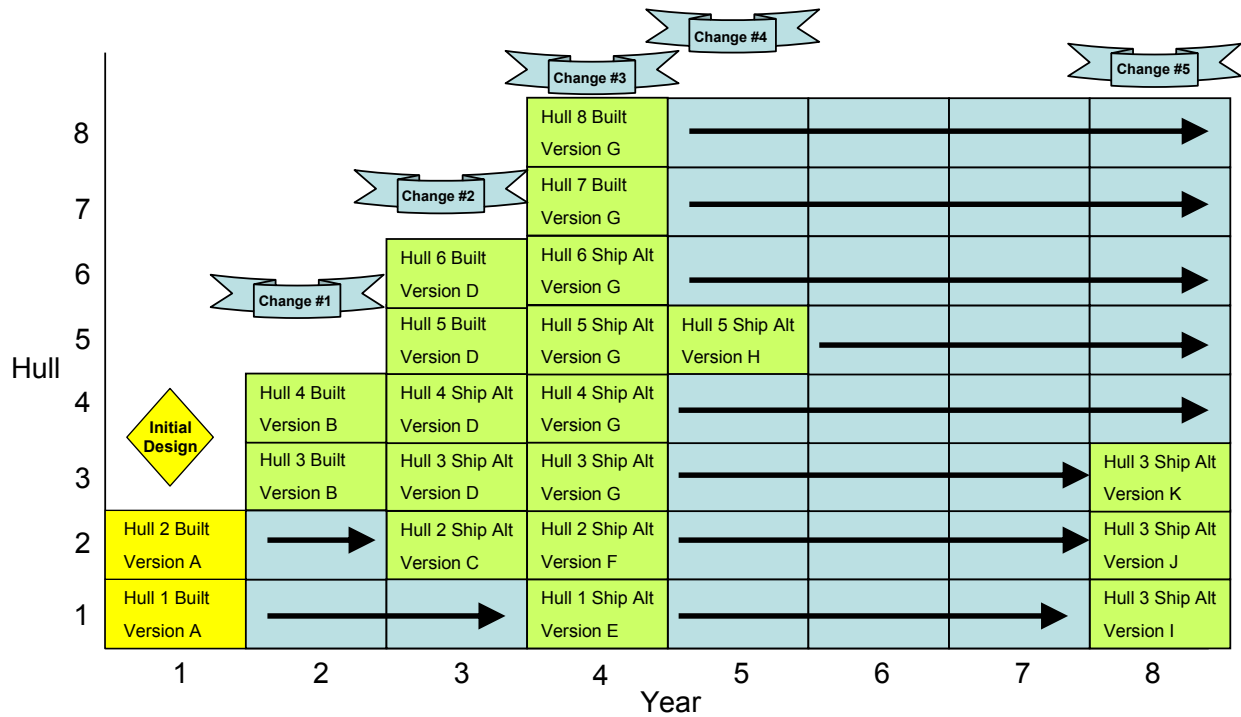 Change #4
Change #3
Change #5
8
Hull 8 Built
Version G
Change #2
7
Hull 7 Built
Version G
6
Hull 6 Built
Version D
Hull 6 Ship Alt
Version G
Change #1
5
Hull 5 Built
Version D
Hull 5 Ship Alt
Version G
Hull 5 Ship Alt
Version H
Hull
4
Initial
Design
Hull 4 Built
Version B
Hull 4 Ship Alt
Version D
Hull 4 Ship Alt
Version G
3
Hull 3 Built
Version B
Hull 3 Ship Alt
Version D
Hull 3 Ship Alt
Version G
Hull 3 Ship Alt
Version K
2
Hull 2 Built
Version A
Hull 2 Ship Alt
Version C
Hull 2 Ship Alt
Version F
Hull 3 Ship Alt
Version J
1
Hull 1 Built
Version A
Hull 1 Ship Alt
Version E
Hull 3 Ship Alt
Version I
1 2 3 4 5 6 7 8
Year